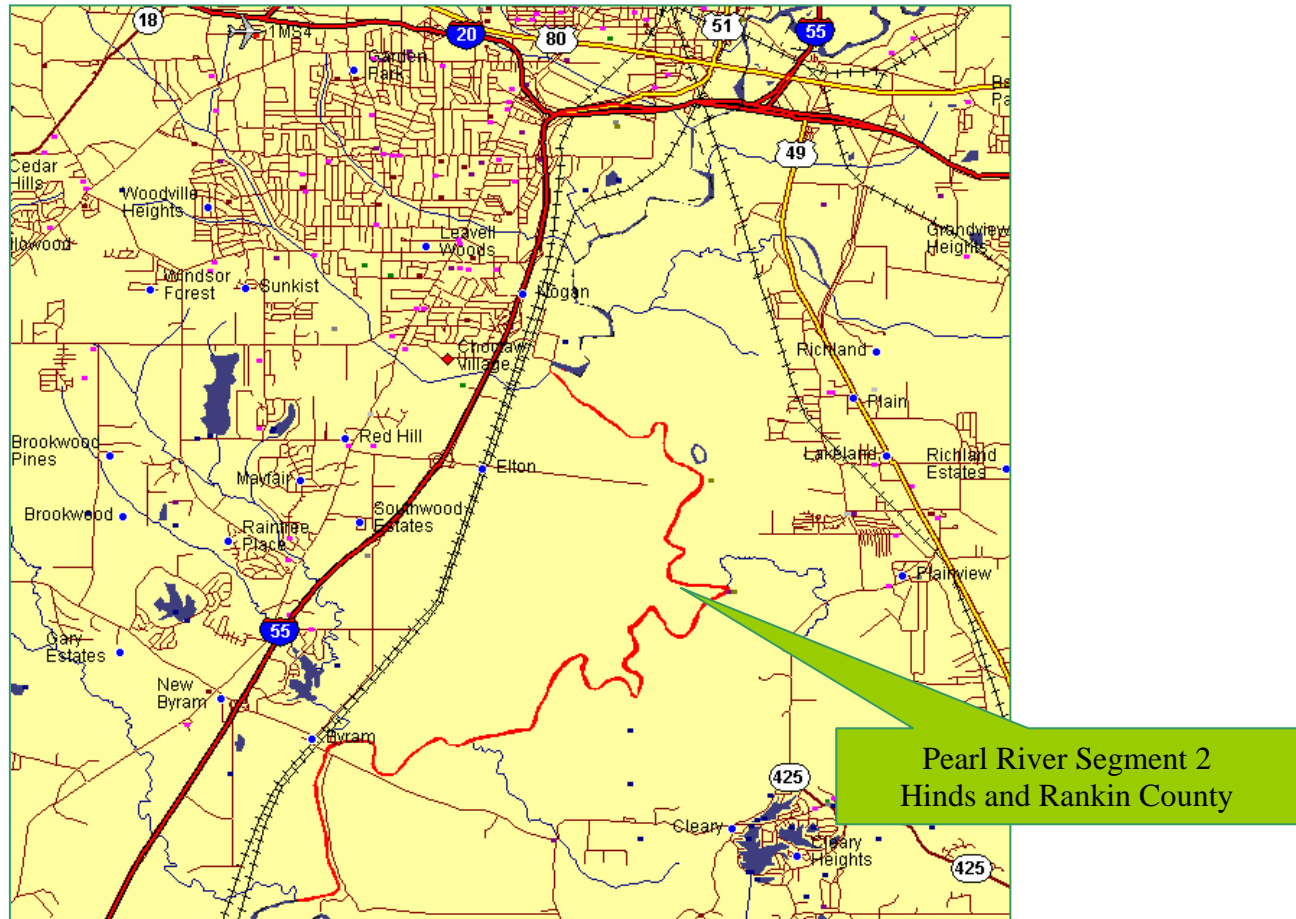 18
1MS4
20
80
51
55
Garden
Park
49
Cedar
Hills
Woodville
Heights
Leavell
Woods
Grandview
Heights
Windsor
Forest
Sunkist
Nogan
Choctaw
Village
Richland
Plain
Brookwood
Pines
Red Hill
Elton
Lakeland
Richland
Estates
Mayfair
Brookwood
Southwood
Estates
Raintree
Place
Plainview
55
Gary
Estates
New
Byram
Byram
Pearl River Segment 2
Hinds and Rankin County
425
Cleary
Cleary
Heights
425